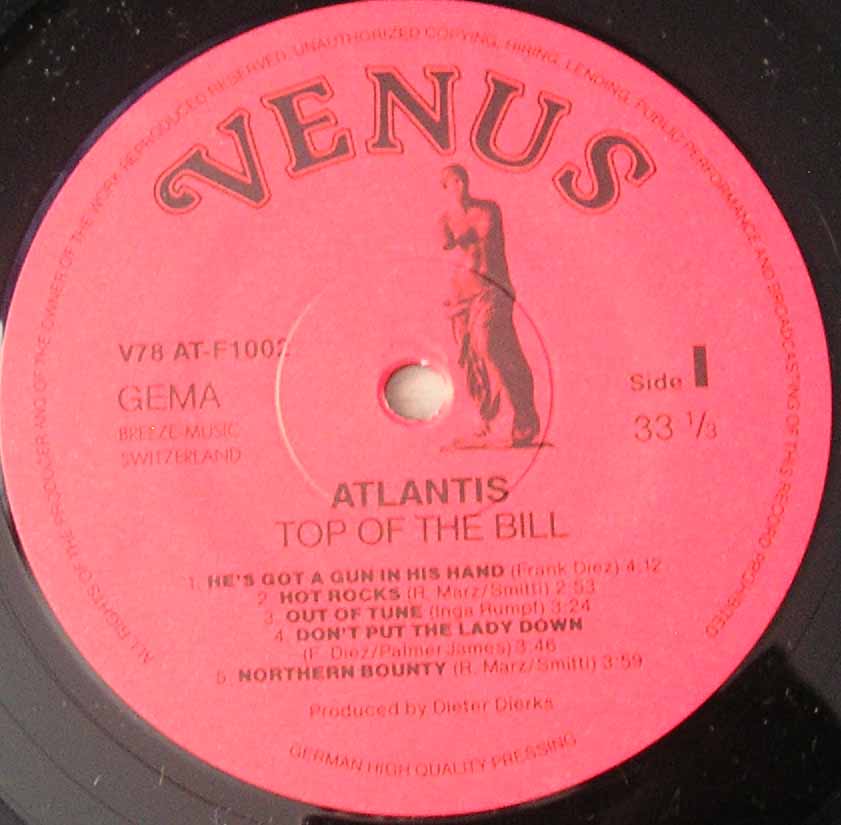 ALL RIGHTS OF THE PRODUCER AND OF THE OWNER OF THE WORK REPRODUCED RESERVED. UNAUTHORIZED COPYING, HIRING, LENDING, PUBLIC PERFORMANCE AND BROADCASTING OF THIS RECORD PROHIBITED
VENUS
V78 AT-F1002
GEMA
BREEZE-MUSIC
SWITZERLAND
Side I
33 1/3
ATLANTIS
TOP OF THE BILL
1. HE'S GOT A GUN IN HIS HAND (Frank Diez) 4:12
2. HOT ROCKS (R. Marz/Smitti) 2:53
3. OUT OF TUNE (Inga Rumpf) 3:24
4. DON'T PUT THE LADY DOWN
(F. Diez/Palmer James) 3:46
5. NORTHERN BOUNTY (R. Marz/Smitti) 3:59
Produced by Dieter Dierks
GERMAN HIGH QUALITY PRESSING